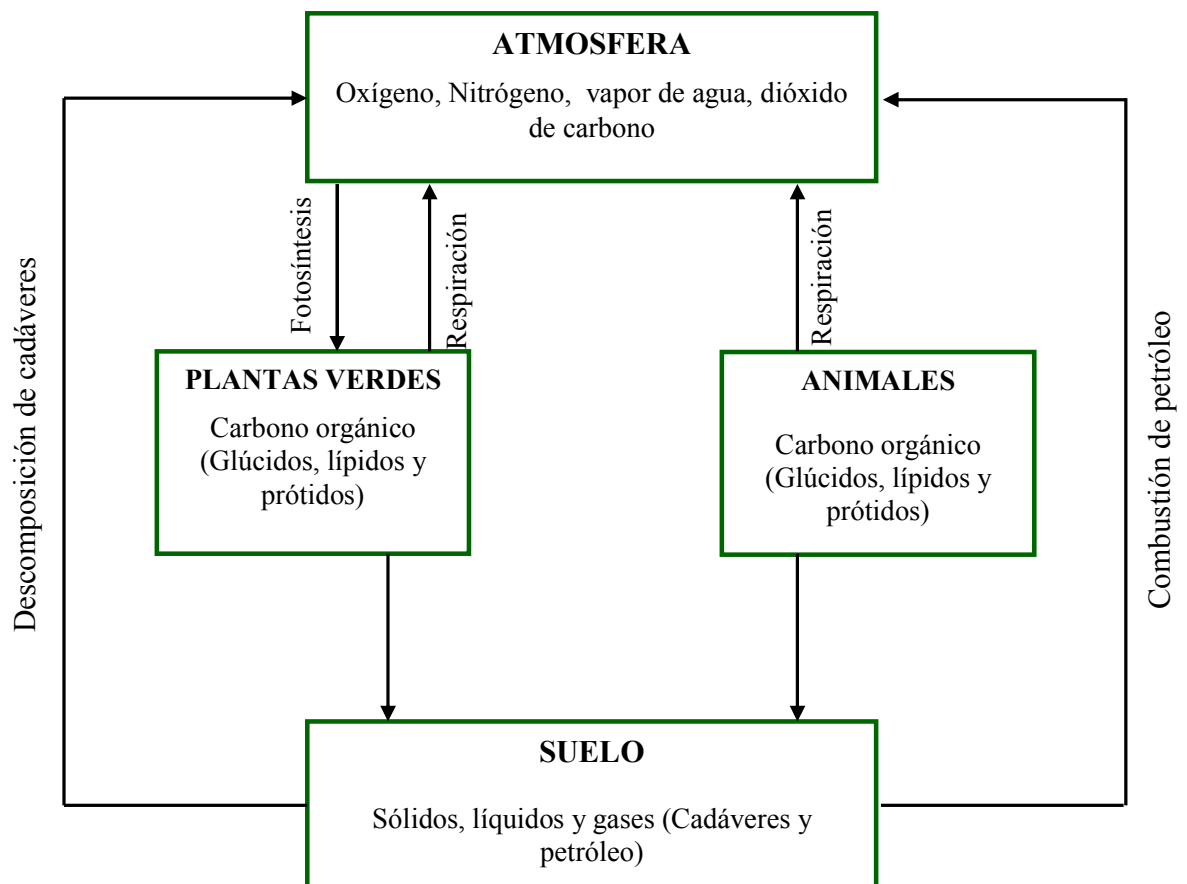 ATMOSFERA
Oxígeno, Nitrógeno, vapor de agua, dióxido
de carbono
Descomposición de cadáveres
Fotosíntesis
Respiración
Respiración
Combustión de petróleo
PLANTAS VERDES
Carbono orgánico
(Glúcidos, lípidos y
prótidos)
ANIMALES
Carbono orgánico
(Glúcidos, lípidos y
prótidos)
SUELO
Sólidos, líquidos y gases (Cadáveres y
petróleo)